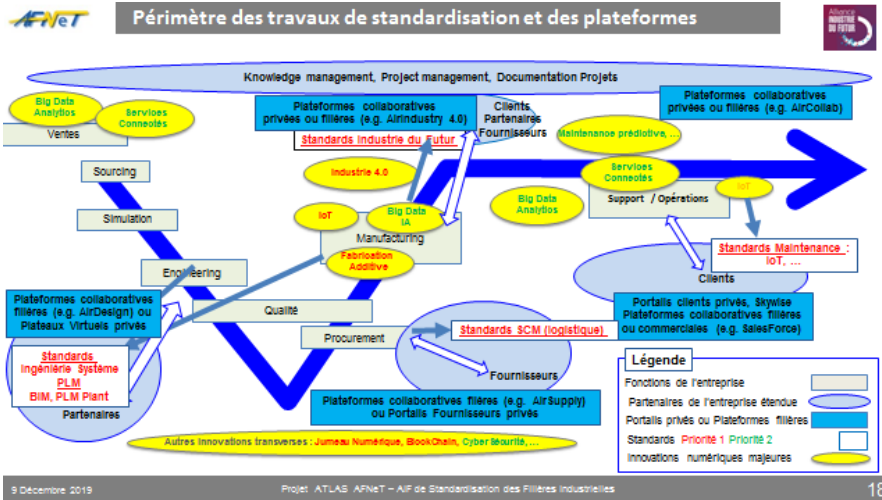 AFNeT
Périmètre des travaux de standardisation et des plateformes
Alliance
INDUSTRIE
DU FUTUR
Knowledge management, Project management, Documentation Projets
Big Data
Analytics
Services
Connectés
Ventes
Plateformes collaboratives
privées ou filières (e.g. AirIndustry 4.0)
Clients
Partenaires
Fournisseurs
Standards Industrie du Futur
Plateformes collaboratives
privées ou filières (e.g. AirCollab)
Maintenance prédictive, ...
Sourcing
Industrie 4.0
Services
Connectés
IoT
Simulation
IoT
Big Data
IA
Manufacturing
Big Data
Analytics
Support / Opérations
Engineering
Fabrication
Additive
Standards Maintenance :
IoT, ...
Clients
Plateformes collaboratives
filières (e.g. AirDesign) ou
Plateaux Virtuels privés
Qualité
Portails clients privés, Skywise
Plateformes collaboratives filières
ou commerciales (e.g. SalesForce)
Procurement
Standards SCM (logistique)
Standards
Ingénierie Système
PLM
BIM, PLM Plant
Partenaires
Fournisseurs
Plateformes collaboratives filères (e.g. AirSupply)
ou Portails Fournisseurs privés
Autres Innovations transverses : Jumeau Numérique, BlockChain, Cyber Sécurité, ...
Légende
Fonctions de l'entreprise
Partenaires de l'entreprise étendue
Portails privés ou Plateformes filières
Standards Priorité 1 Priorité 2
Innovations numériques majeures
9 Décembre 2019
Projet ATLAS AFNeT – AIF de Standardisation des Filières Industrielles
18